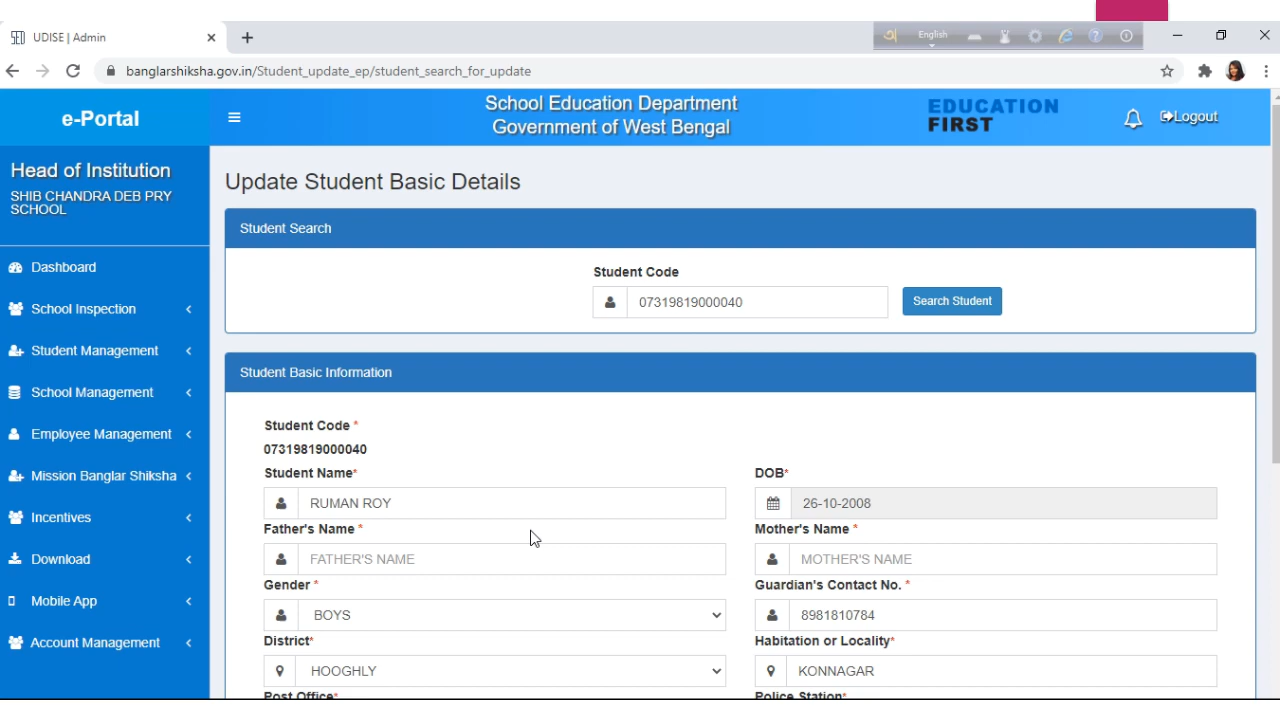 UDISE | Admin
English
banglarshiksha.gov.in/Student_update_ep/student_search_for_update
e-Portal
School Education Department
Government of West Bengal
EDUCATION
FIRST
Logout
Head of Institution
SHIB CHANDRA DEB PRY
SCHOOL
Dashboard
School Inspection
Student Management
School Management
Employee Management
Mission Banglar Shiksha
Incentives
Download
Mobile App
Account Management
Update Student Basic Details
Student Search
Student Code
07319819000040
Search Student
Student Basic Information
Student Code *
07319819000040
Student Name*
DOB*
RUMAN ROY
26-10-2008
Father's Name *
Mother's Name *
FATHER'S NAME
MOTHER'S NAME
Gender *
Guardian's Contact No. *
BOYS
8981810784
District*
Habitation or Locality*
HOOGHLY
KONNAGAR
Post Office*
Police Station*